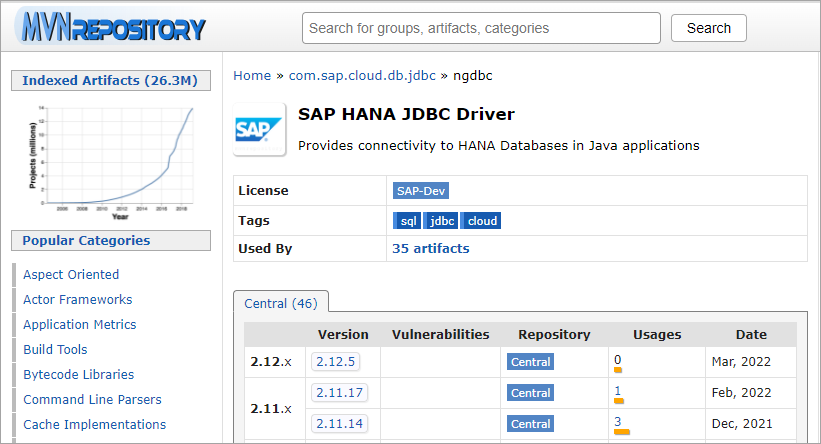 MVNREPOSITORY
Search for groups, artifacts, categories
Search
Indexed Artifacts (26.3M)
Projects (millions)
14
12
10
8
6
4
2
0
2006 2008 2010 2012 2014 2016 2018
Year
Popular Categories
Aspect Oriented
Actor Frameworks
Application Metrics
Build Tools
Bytecode Libraries
Command Line Parsers
Cache Implementations
Home » com.sap.cloud.db.jdbc » ngdbc
SAP
SAP HANA JDBC Driver
Provides connectivity to HANA Databases in Java applications
License SAP-Dev
Tags sql jdbc cloud
Used By 35 artifacts
Central (46)
Version Vulnerabilities Repository Usages Date
2.12.x 2.12.5 Central 0 Mar, 2022
2.11.x 2.11.17 Central 1 Feb, 2022
2.11.14 Central 3 Dec, 2021